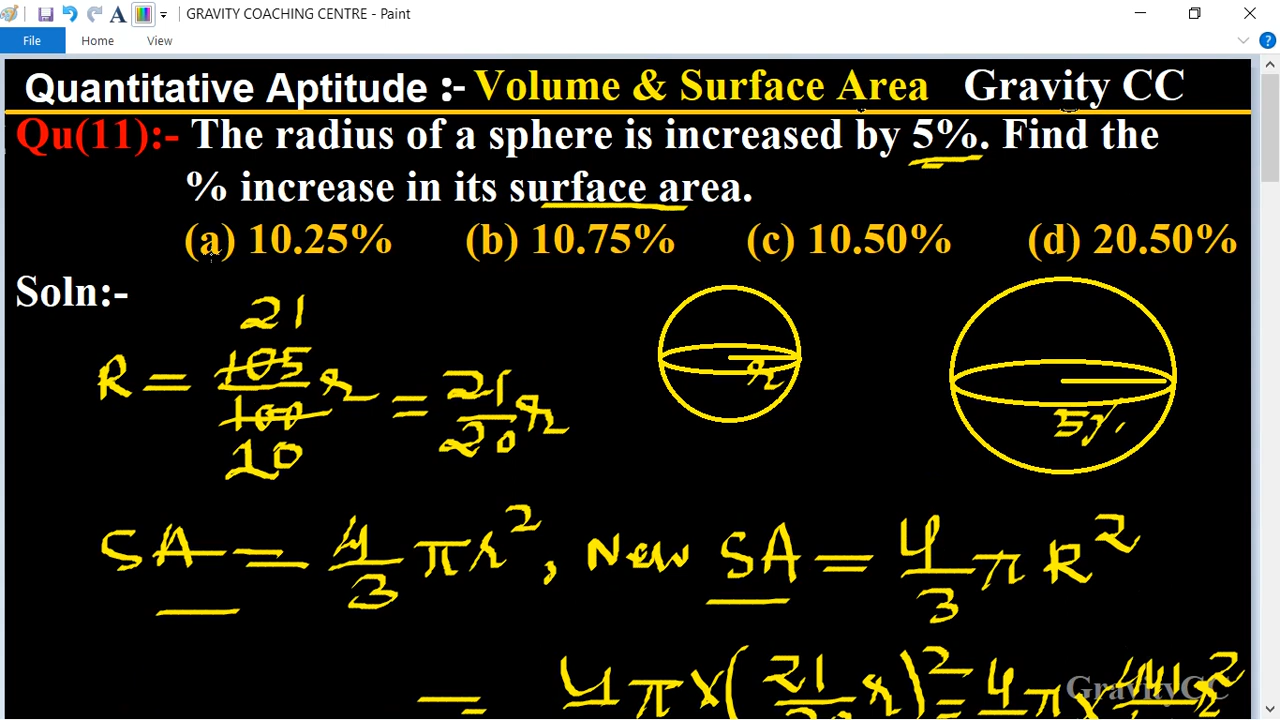 GRAVITY COACHING CENTRE - Paint
File Home View
Quantitative Aptitude :- Volume & Surface Area Gravity CC
Qu(11):- The radius of a sphere is increased by 5%. Find the
% increase in its surface area.
(a) 10.25% (b) 10.75% (c) 10.50% (d) 20.50%
Soln:-
R = 105/100 r = 21/20 r
21
20
r
5%.
SA = 4/3 πr², New SA = 4/3 π R²
= 4π × (21/20 r)² = 4π × 441 r²
GravityCC